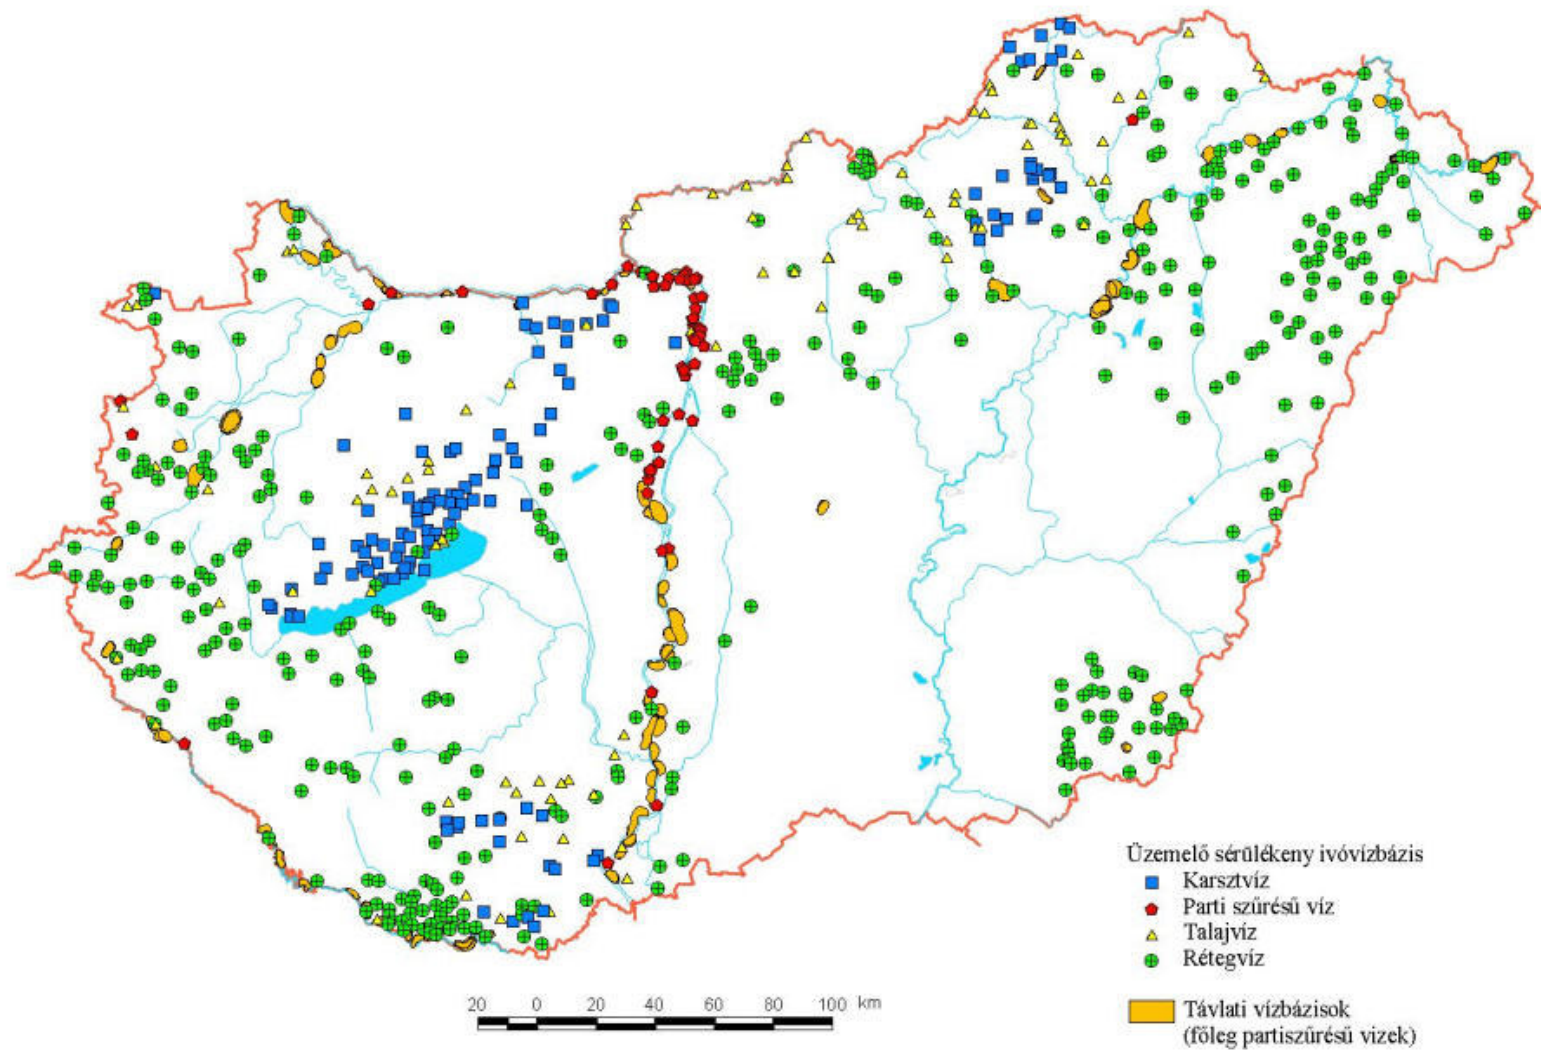 Üzemelő sérülékeny ivóvízbázis
Karsztvíz
Parti szűrésű víz
Talajvíz
Rétegvíz
20 0 20 40 60 80 100 km
Távlati vízbázisok
(főleg partiszűrésű vizek)